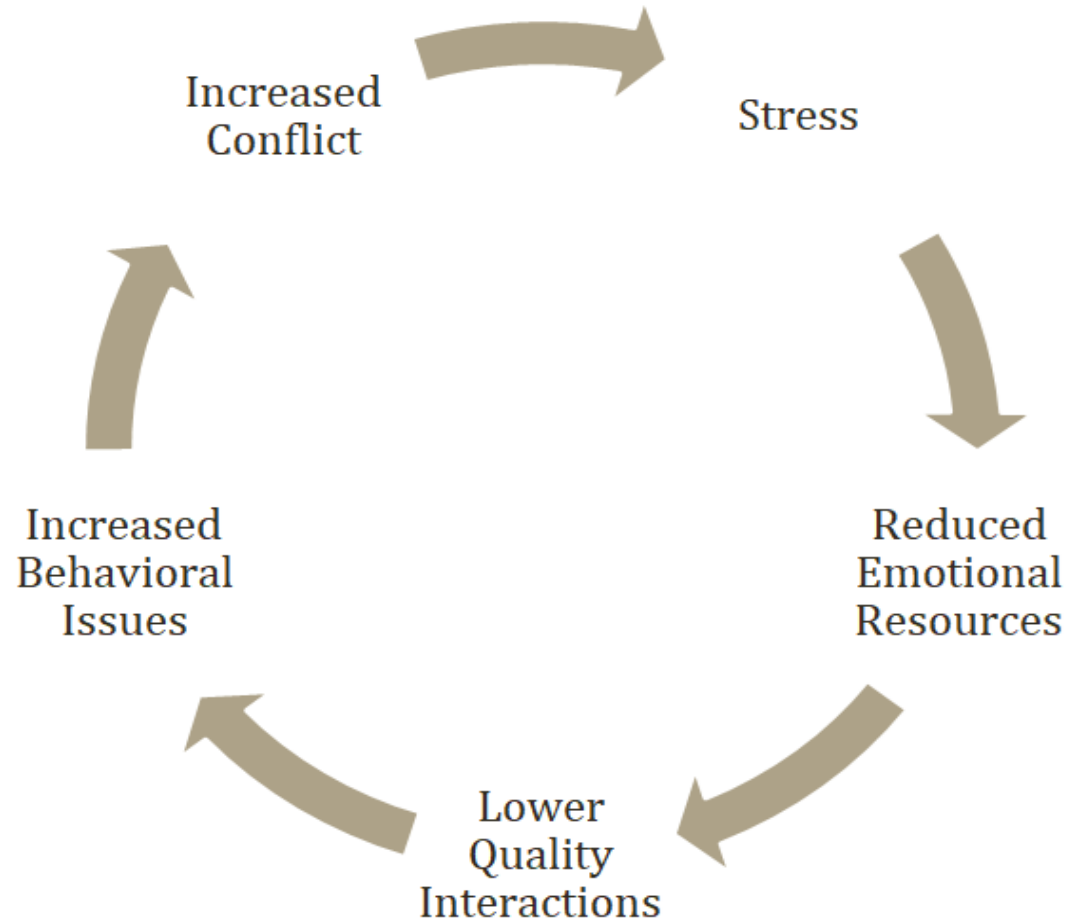 Increased
Conflict
Stress
Reduced
Emotional
Resources
Lower
Quality
Interactions
Increased
Behavioral
Issues